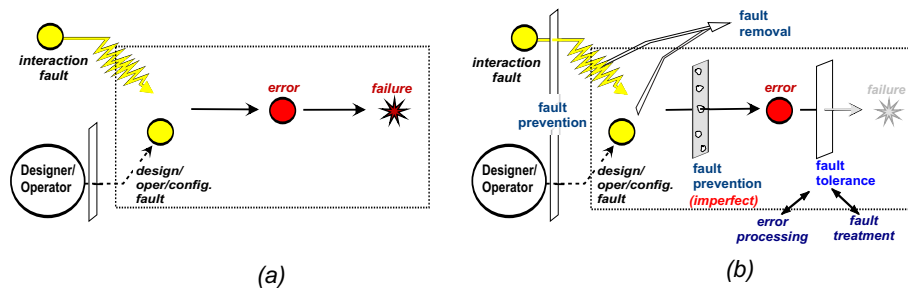 interaction
fault
error
failure
Designer/
Operator
design/
oper/config.
fault
(a)
fault
removal
interaction
fault
fault
prevention
error
failure
Designer/
Operator
design/
oper/config.
fault
fault
prevention
(imperfect)
fault
tolerance
error
processing
fault
treatment
(b)